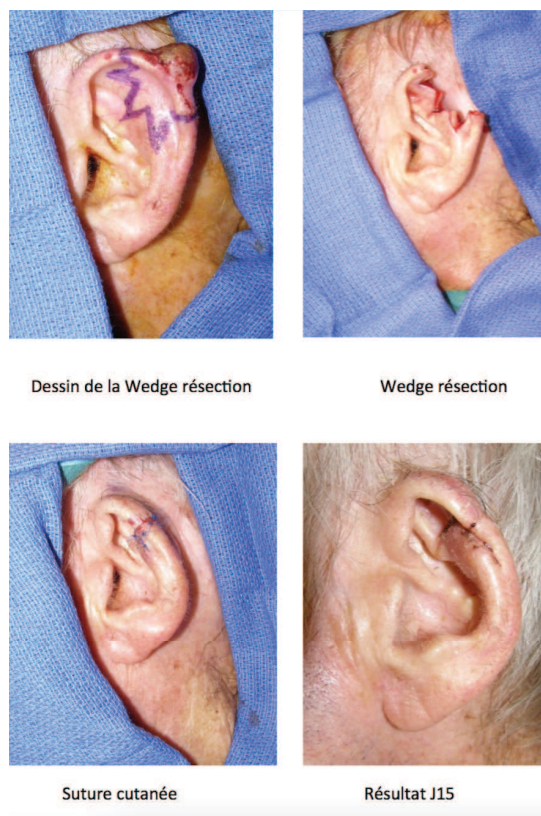 Dessin de la Wedge résection
Wedge résection
Suture cutanée
Résultat J15